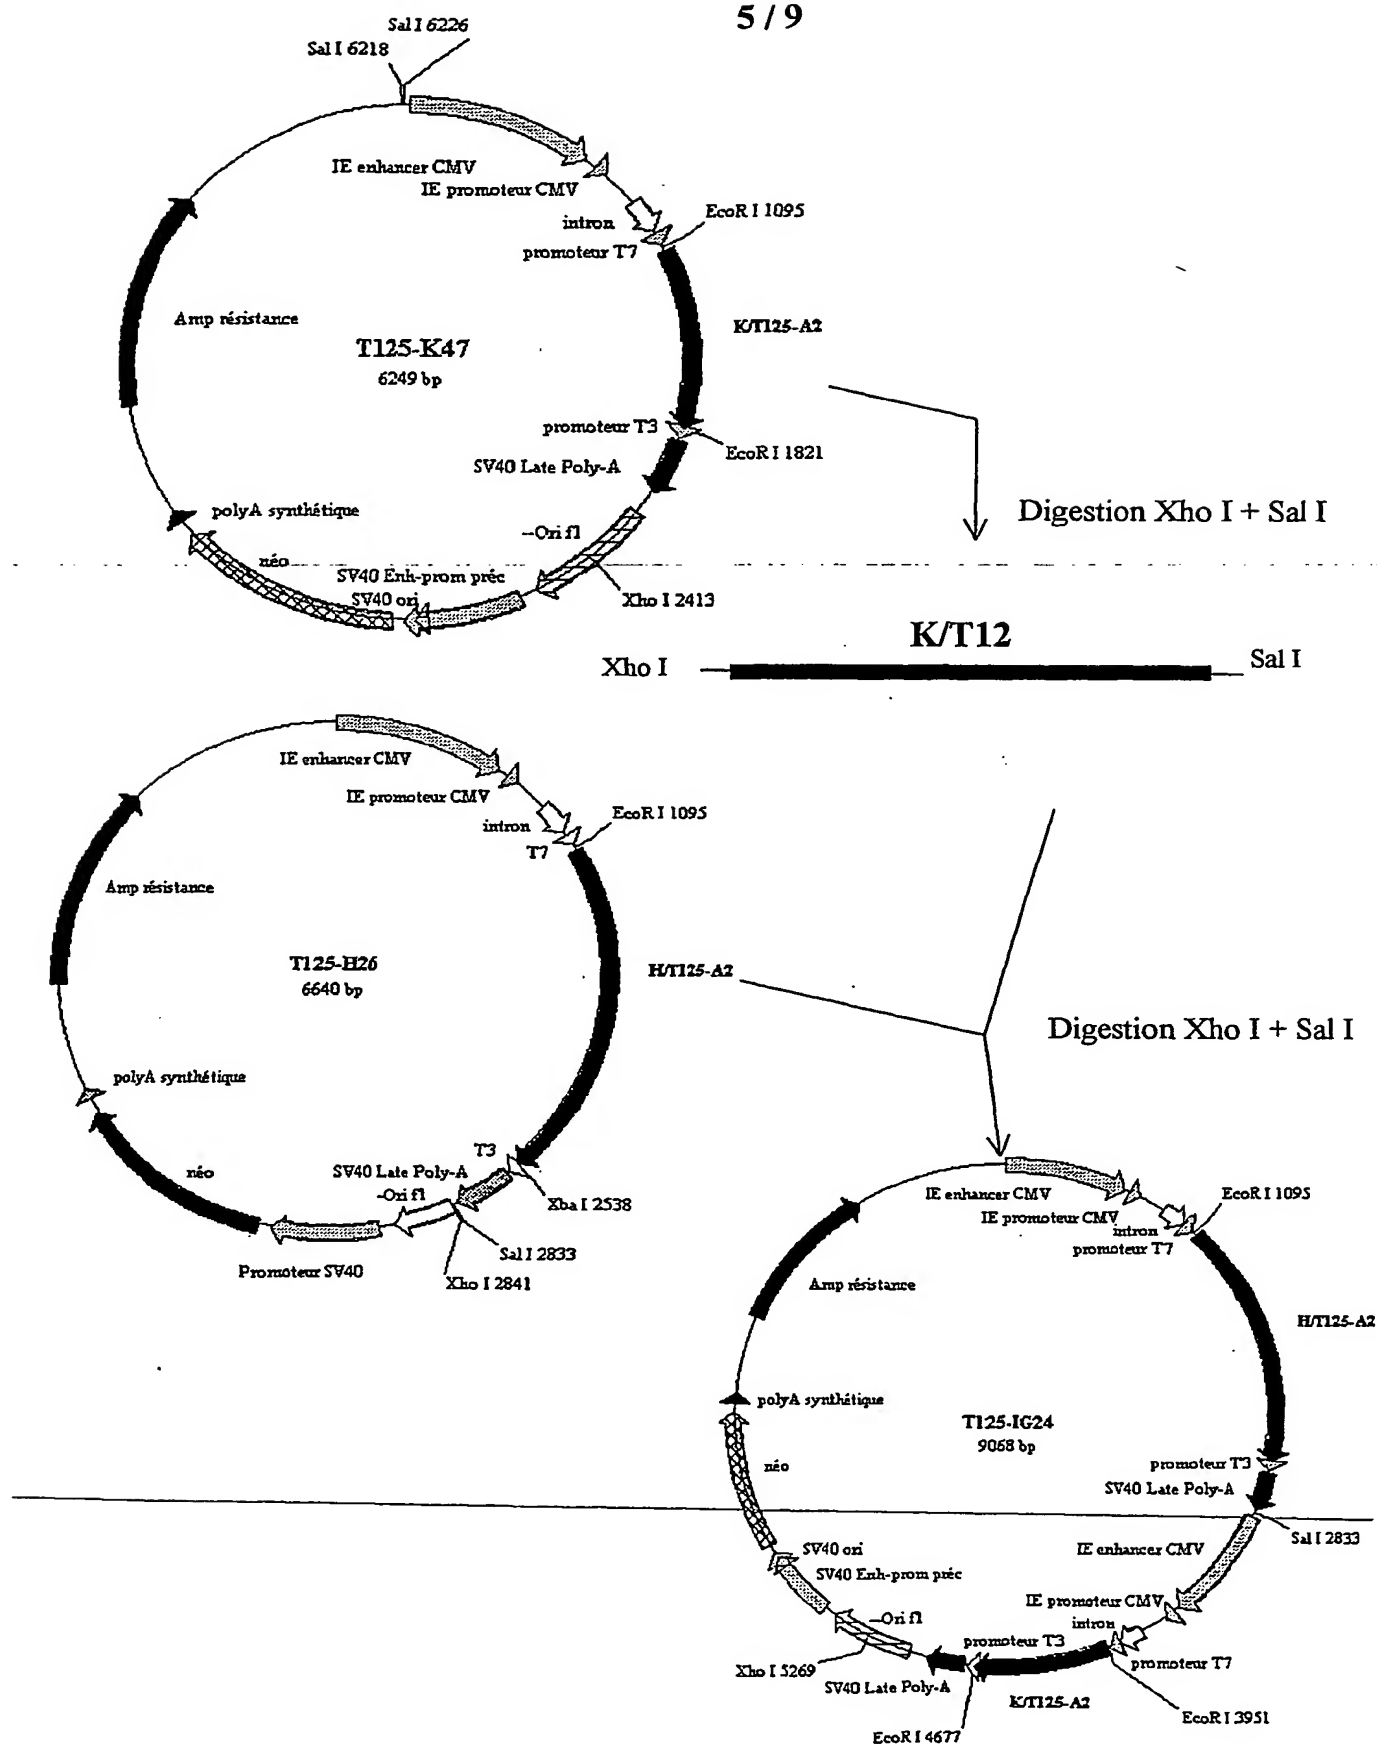 5 / 9
Sal I 6226
Sal I 6218
IE enhancer CMV
IE promoteur CMV
intron
EcoR I 1095
promoteur T7
Amp résistance
K/T125-A2
T125-K47
6249 bp
promoteur T3
EcoR I 1821
SV40 Late Poly-A
polyA synthétique
Digestion Xho I + Sal I
–Ori f1
néo
SV40 Enh-prom préc
SV40 ori
Xho I 2413
K/T12
Xho I
Sal I
IE enhancer CMV
IE promoteur CMV
intron
EcoR I 1095
T7
Amp résistance
T125-H26
6640 bp
H/T125-A2
Digestion Xho I + Sal I
polyA synthétique
T3
néo
SV40 Late Poly-A
-Ori f1
Xba I 2538
Sal I 2833
Promoteur SV40
Xho I 2841
IE enhancer CMV
EcoR I 1095
IE promoteur CMV
intron
promoteur T7
Amp résistance
H/T125-A2
polyA synthétique
T125-IG24
9068 bp
promoteur T3
néo
SV40 Late Poly-A
Sal I 2833
SV40 ori
IE enhancer CMV
SV40 Enh-prom préc
IE promoteur CMV
–Ori f1
intron
promoteur T3
Xho I 5269
promoteur T7
SV40 Late Poly-A
K/T125-A2
EcoR I 3951
EcoR I 4677